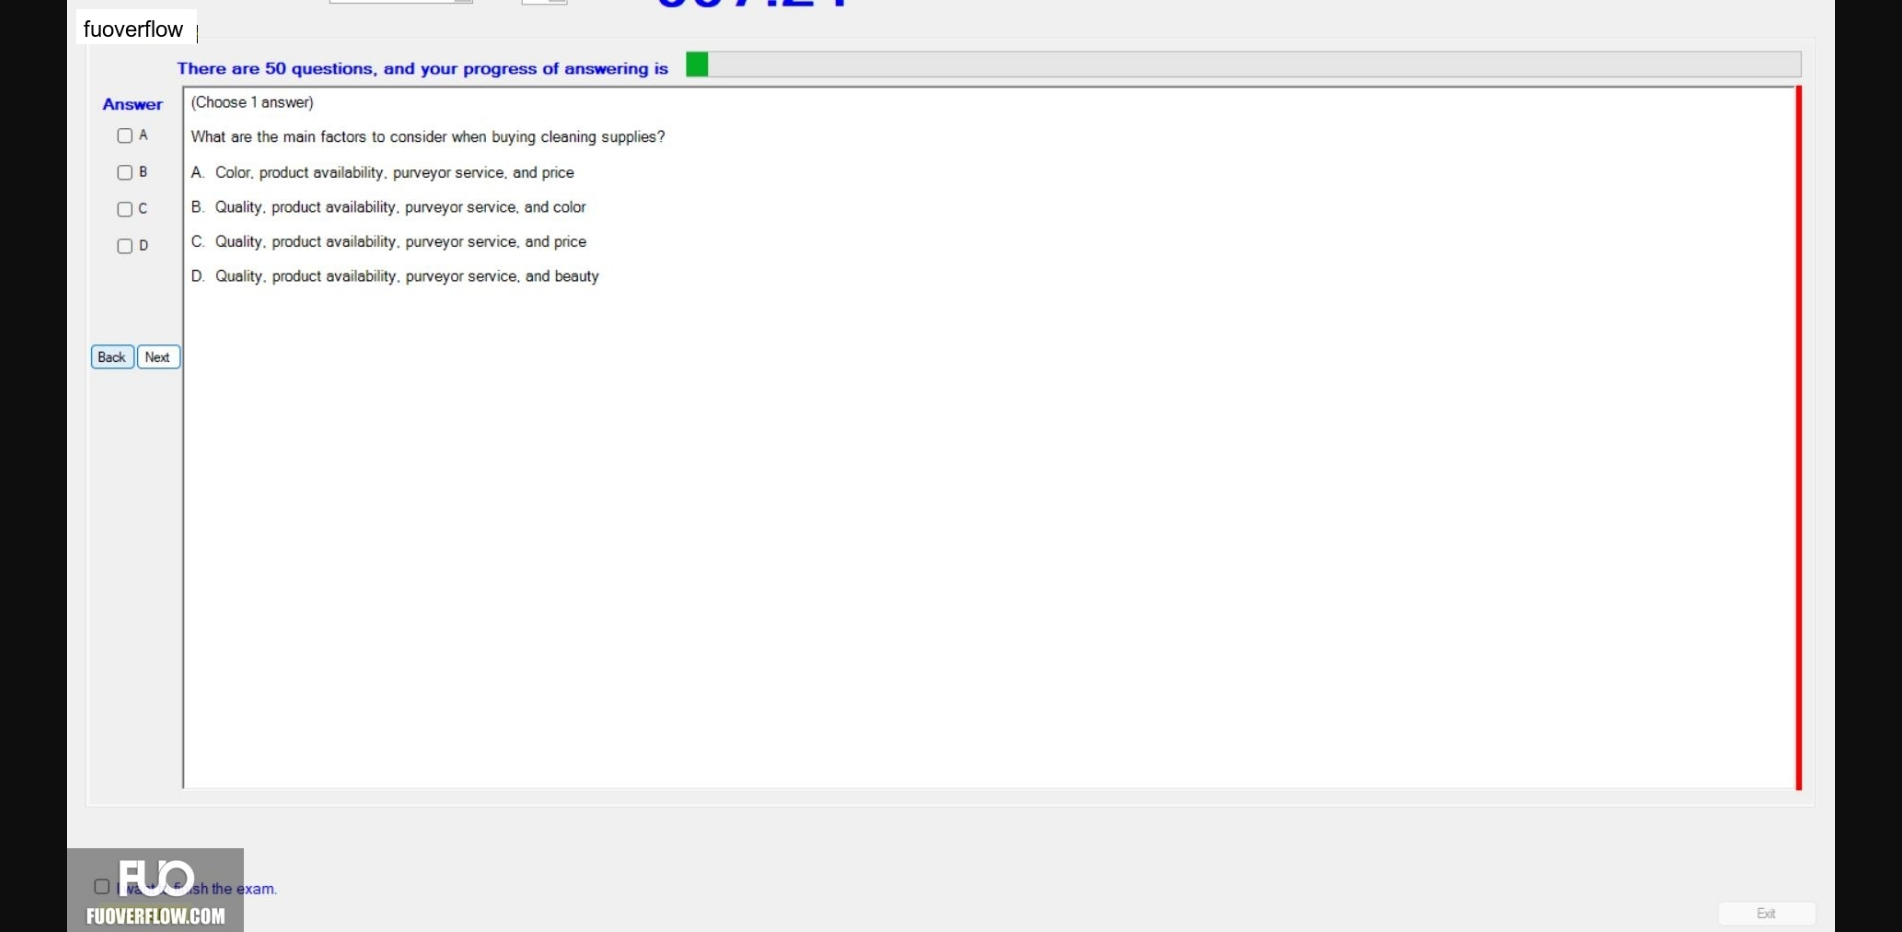 fuoverflow
There are 50 questions, and your progress of answering is
Answer
(Choose 1 answer)
A
What are the main factors to consider when buying cleaning supplies?
B
A. Color, product availability, purveyor service, and price
C
B. Quality, product availability, purveyor service, and color
D
C. Quality, product availability, purveyor service, and price
D. Quality, product availability, purveyor service, and beauty
Back Next
FUO
I want finish the exam.
FUOVERFLOW.COM
Exit